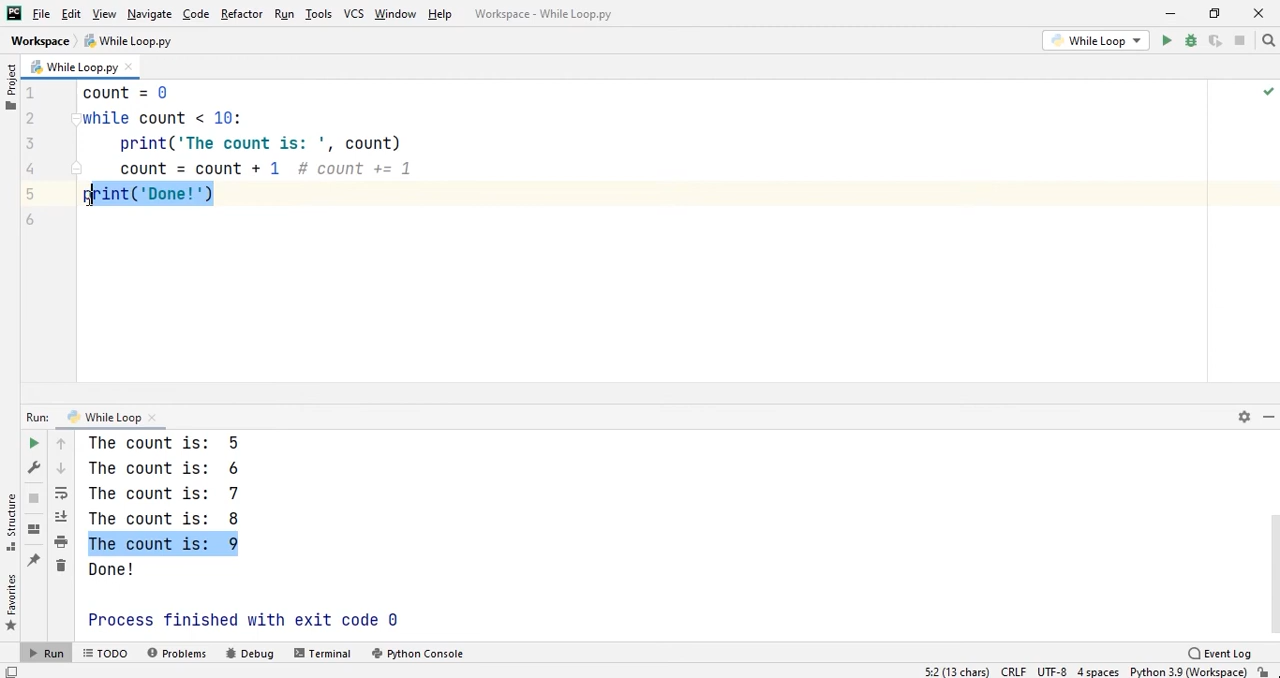 PC File Edit View Navigate Code Refactor Run Tools VCS Window Help Workspace - While Loop.py
Workspace While Loop.py While Loop
Project
While Loop.py
1 count = 0
2 while count < 10:
3 print('The count is: ', count)
4 count = count + 1 # count += 1
5 print('Done!')
6
Run: While Loop
The count is: 5
The count is: 6
The count is: 7
The count is: 8
The count is: 9
Done!
Process finished with exit code 0
Structure
Favorites
Run TODO Problems Debug Terminal Python Console Event Log
5:2 (13 chars) CRLF UTF-8 4 spaces Python 3.9 (Workspace)